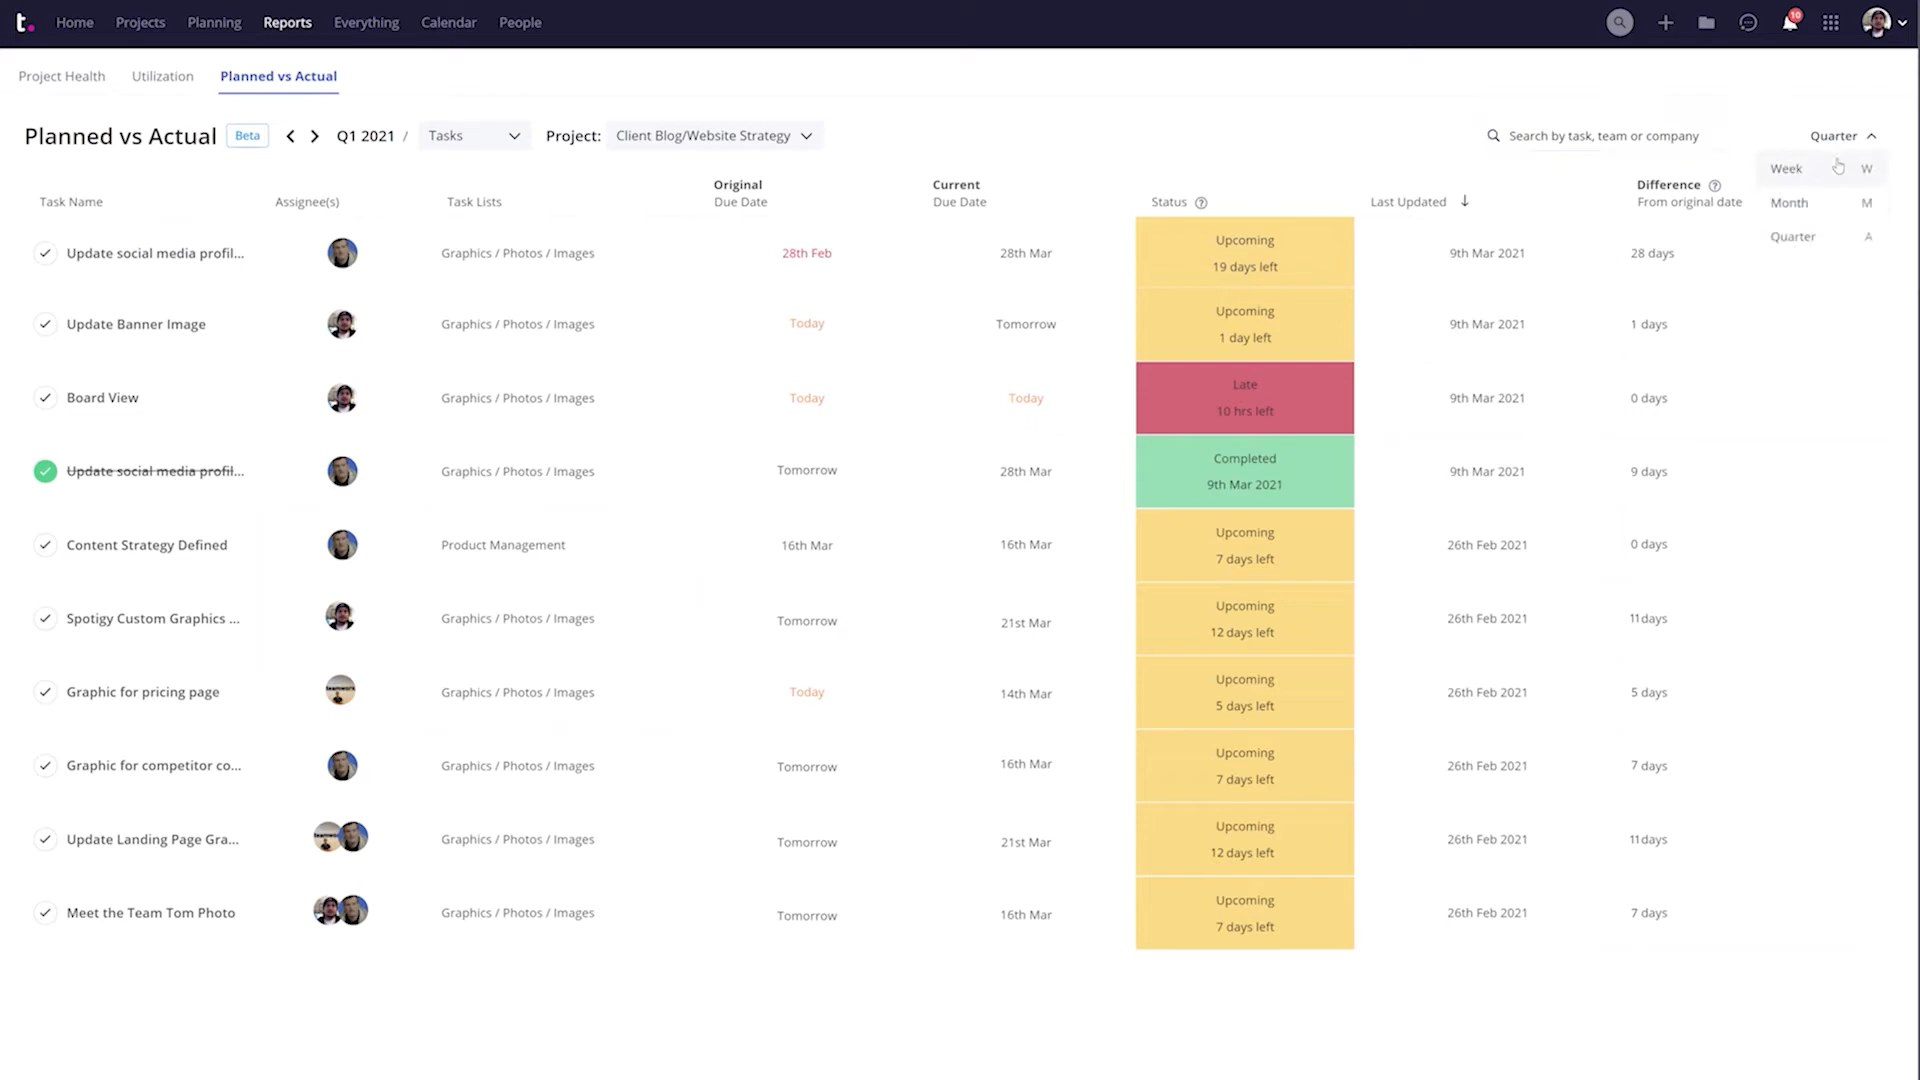 t. Home Projects Planning Reports Everything Calendar People 10
Project Health Utilization Planned vs Actual
Planned vs Actual Beta Q1 2021 / Tasks Project: Client Blog/Website Strategy Search by task, team or company Quarter
Week W
Month M
Quarter A
Task Name Assignee(s) Task Lists Original Due Date Current Due Date Status ? Last Updated Difference ? From original date
Update social media profil... Graphics / Photos / Images 28th Feb 28th Mar Upcoming 19 days left 9th Mar 2021 28 days
Update Banner Image Graphics / Photos / Images Today Tomorrow Upcoming 1 day left 9th Mar 2021 1 days
Board View Graphics / Photos / Images Today Today Late 10 hrs left 9th Mar 2021 0 days
Update social media profil... Graphics / Photos / Images Tomorrow 28th Mar Completed 9th Mar 2021 9th Mar 2021 9 days
Content Strategy Defined Product Management 16th Mar 16th Mar Upcoming 7 days left 26th Feb 2021 0 days
Spotigy Custom Graphics ... Graphics / Photos / Images Tomorrow 21st Mar Upcoming 12 days left 26th Feb 2021 11days
Graphic for pricing page Graphics / Photos / Images Today 14th Mar Upcoming 5 days left 26th Feb 2021 5 days
Graphic for competitor co... Graphics / Photos / Images Tomorrow 16th Mar Upcoming 7 days left 26th Feb 2021 7 days
Update Landing Page Gra... Graphics / Photos / Images Tomorrow 21st Mar Upcoming 12 days left 26th Feb 2021 11days
Meet the Team Tom Photo Graphics / Photos / Images Tomorrow 16th Mar Upcoming 7 days left 26th Feb 2021 7 days